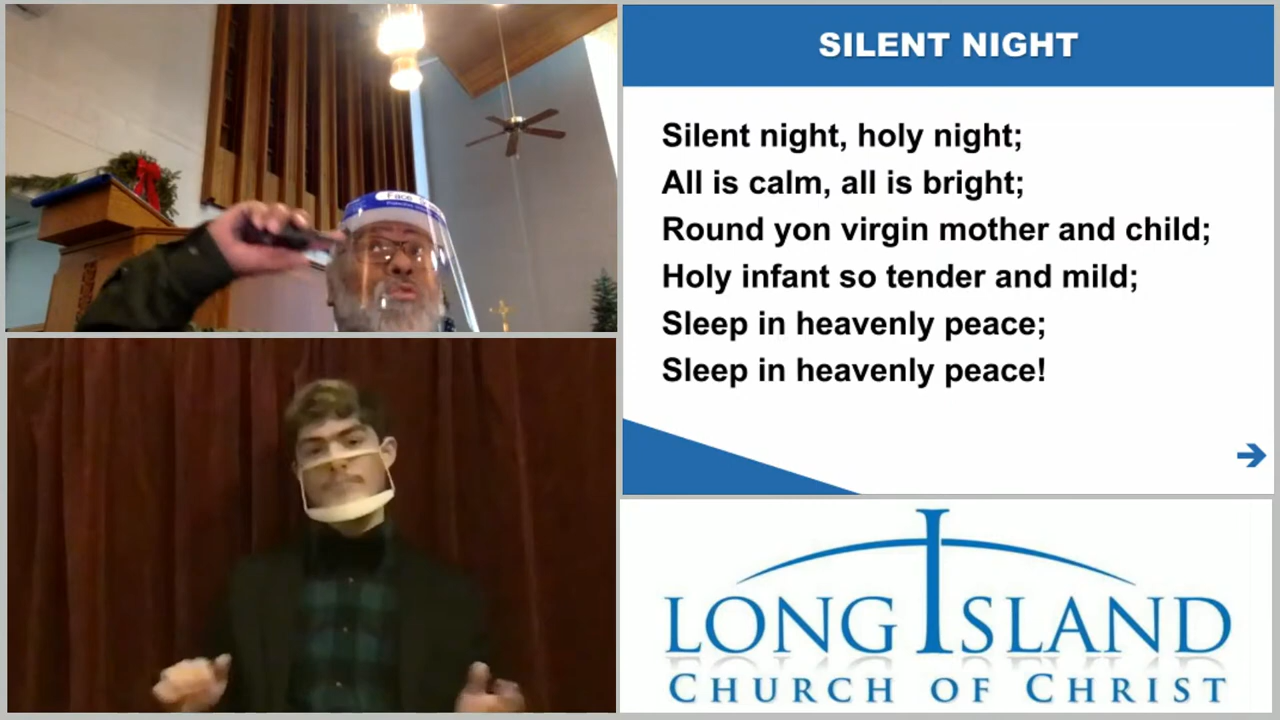 SILENT NIGHT
Silent night, holy night;
All is calm, all is bright;
Round yon virgin mother and child;
Holy infant so tender and mild;
Sleep in heavenly peace;
Sleep in heavenly peace!
Face
LONG ISLAND
CHURCH OF CHRIST